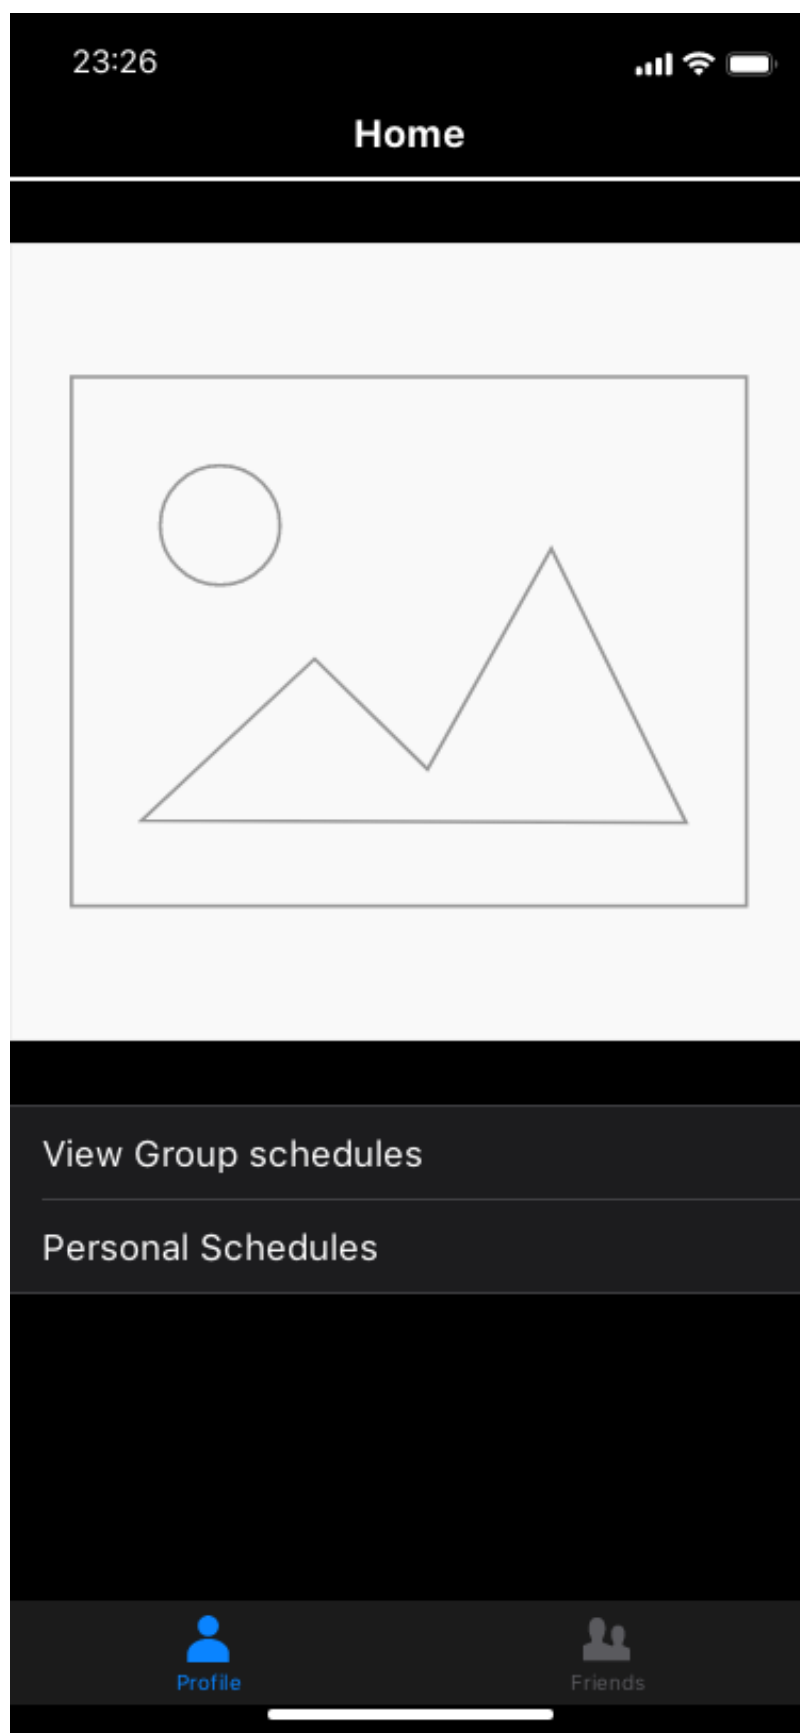 23:26
Home
View Group schedules
Personal Schedules
Profile
Friends